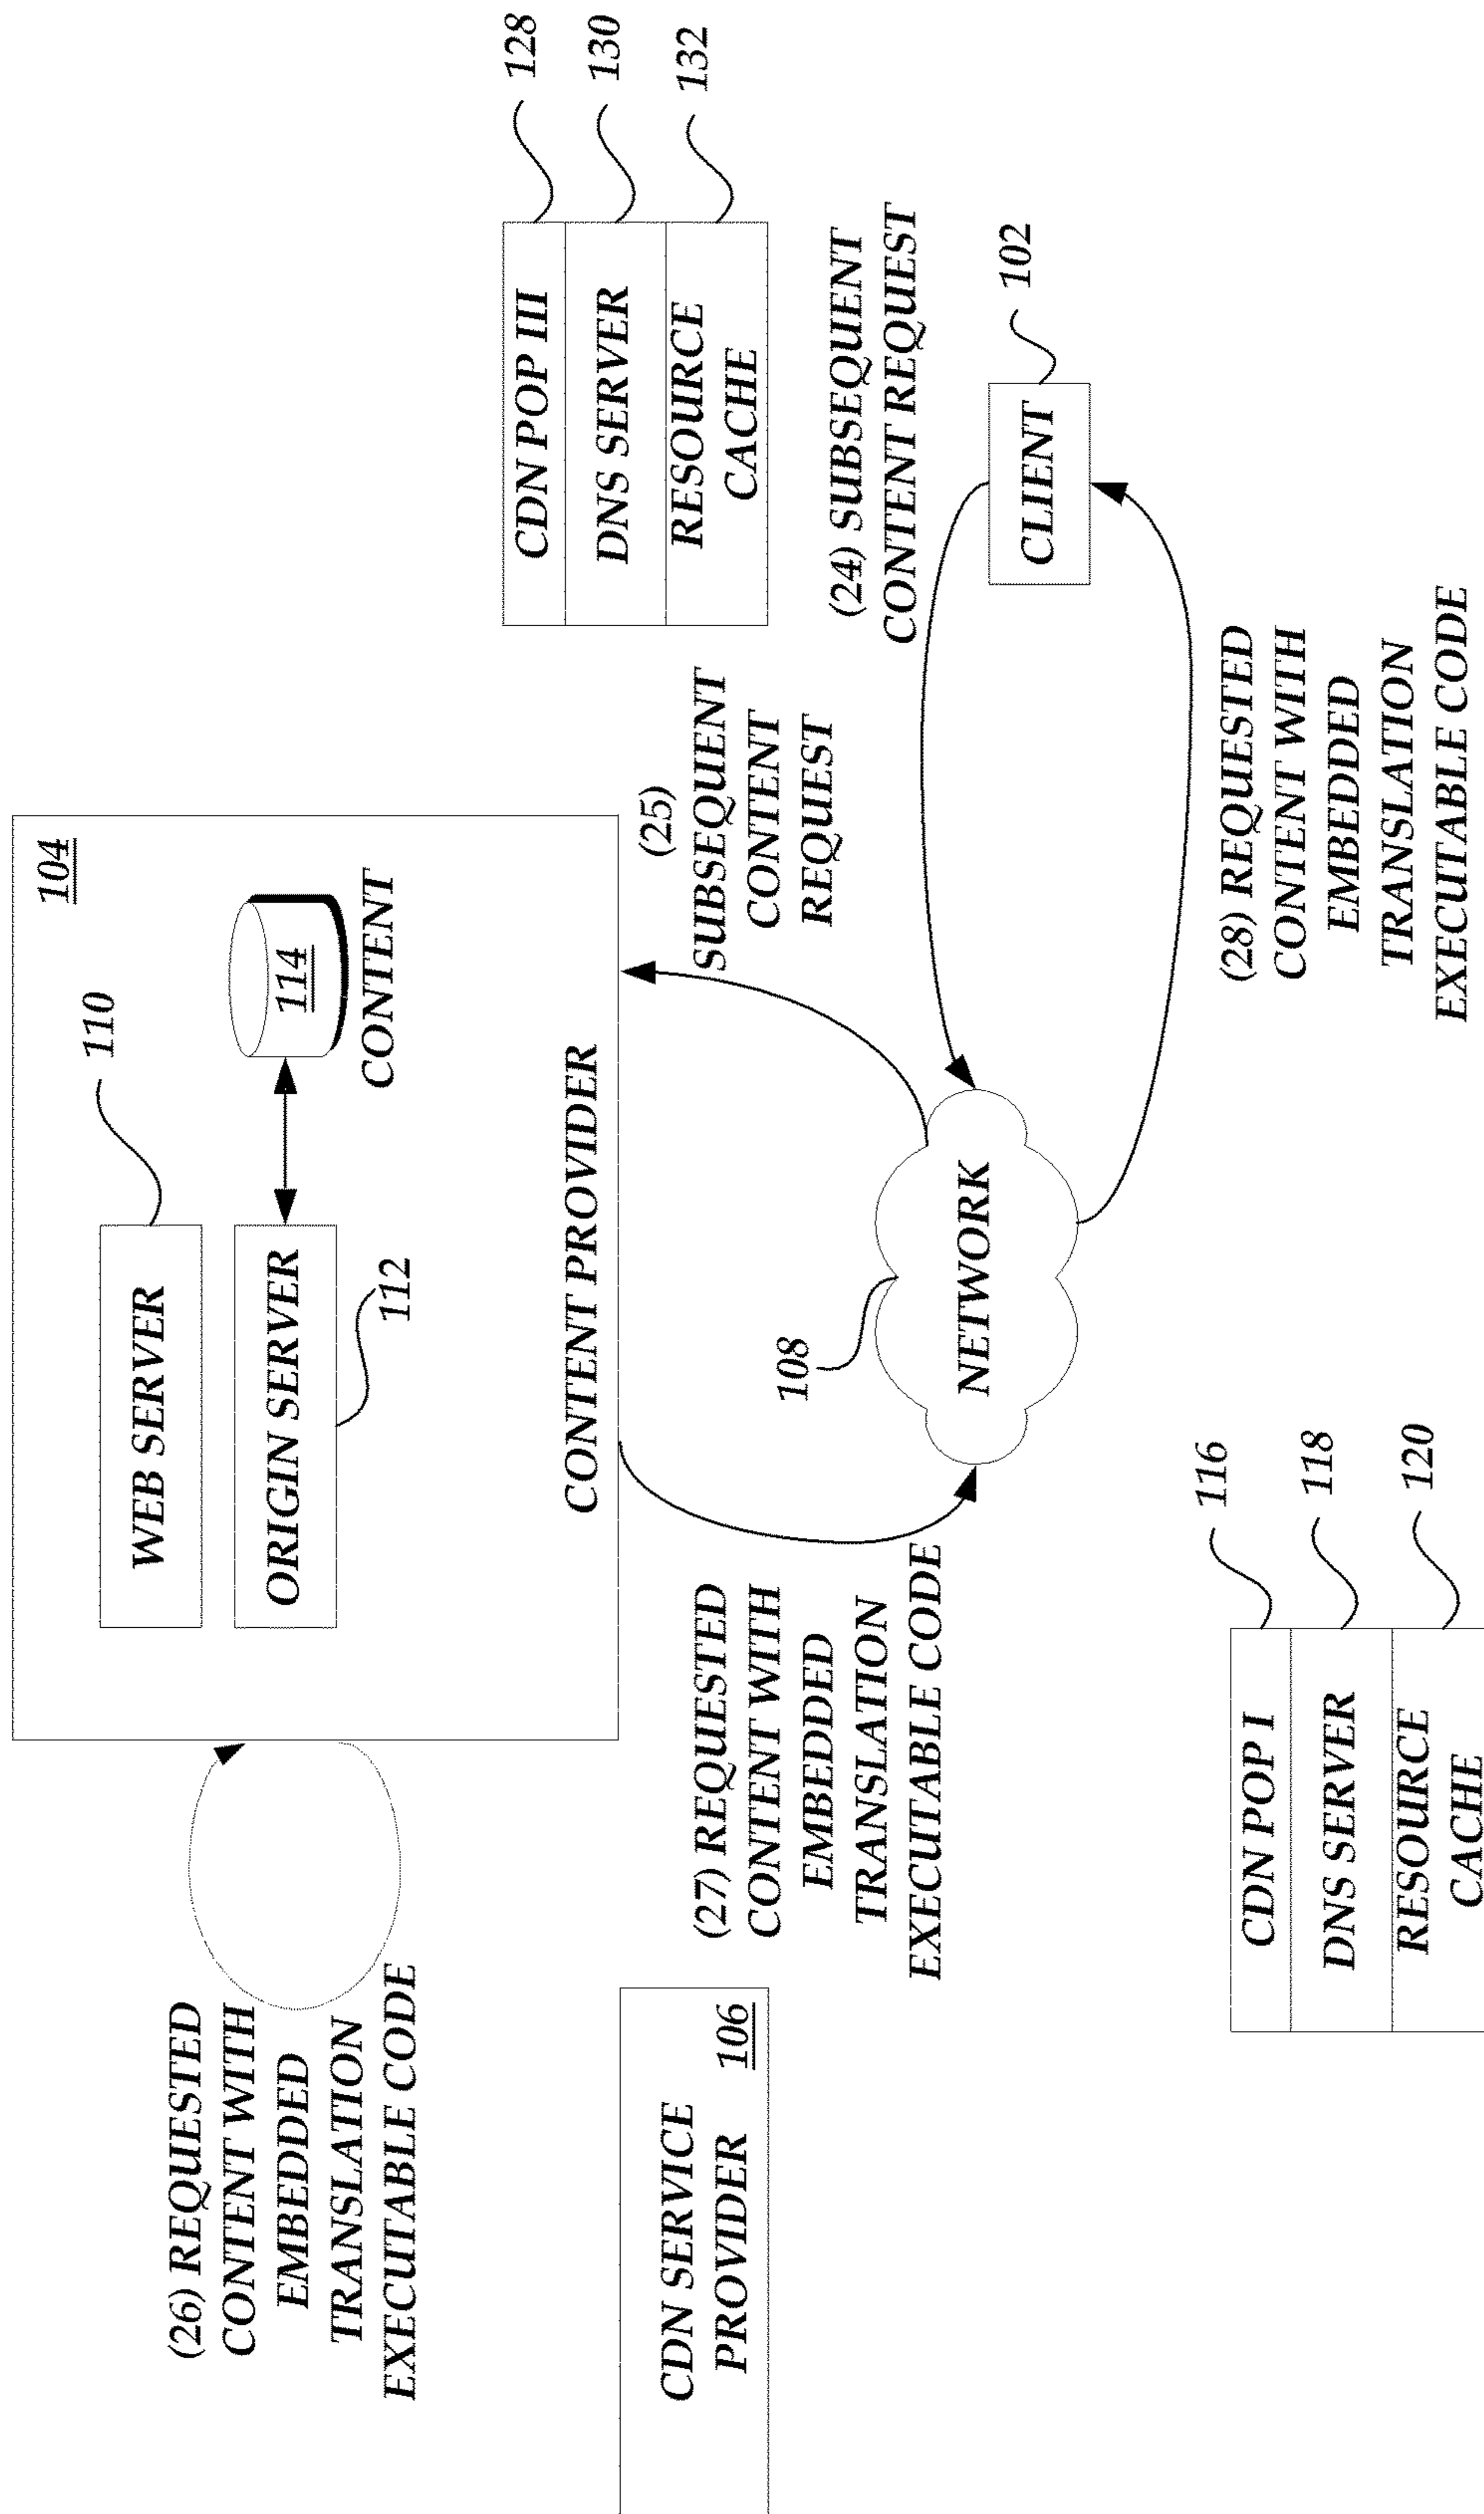 104
WEB SERVER
110
ORIGIN SERVER
112
114
CONTENT
CONTENT PROVIDER
(26) REQUESTED
CONTENT WITH
EMBEDDED
TRANSLATION
EXECUTABLE CODE
CDN SERVICE
PROVIDER
106
(27) REQUESTED
CONTENT WITH
EMBEDDED
TRANSLATION
EXECUTABLE CODE
(25)
SUBSEQUENT
CONTENT
REQUEST
CDN POP III
128
DNS SERVER
130
RESOURCE
CACHE
132
(24) SUBSEQUENT
CONTENT REQUEST
108
NETWORK
CLIENT
102
(28) REQUESTED
CONTENT WITH
EMBEDDED
TRANSLATION
EXECUTABLE CODE
CDN POP I
116
DNS SERVER
118
RESOURCE
CACHE
120